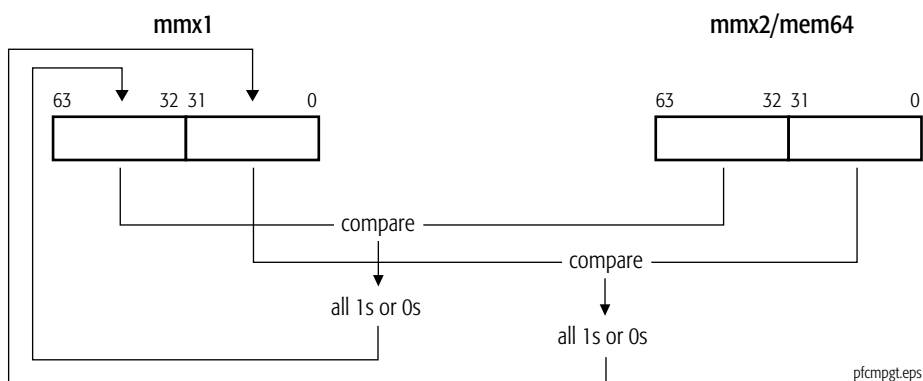 mmx1 mmx2/mem64
63 32 31 0 63 32 31 0
compare
compare
all 1s or 0s
all 1s or 0s
pfcmpgt.eps